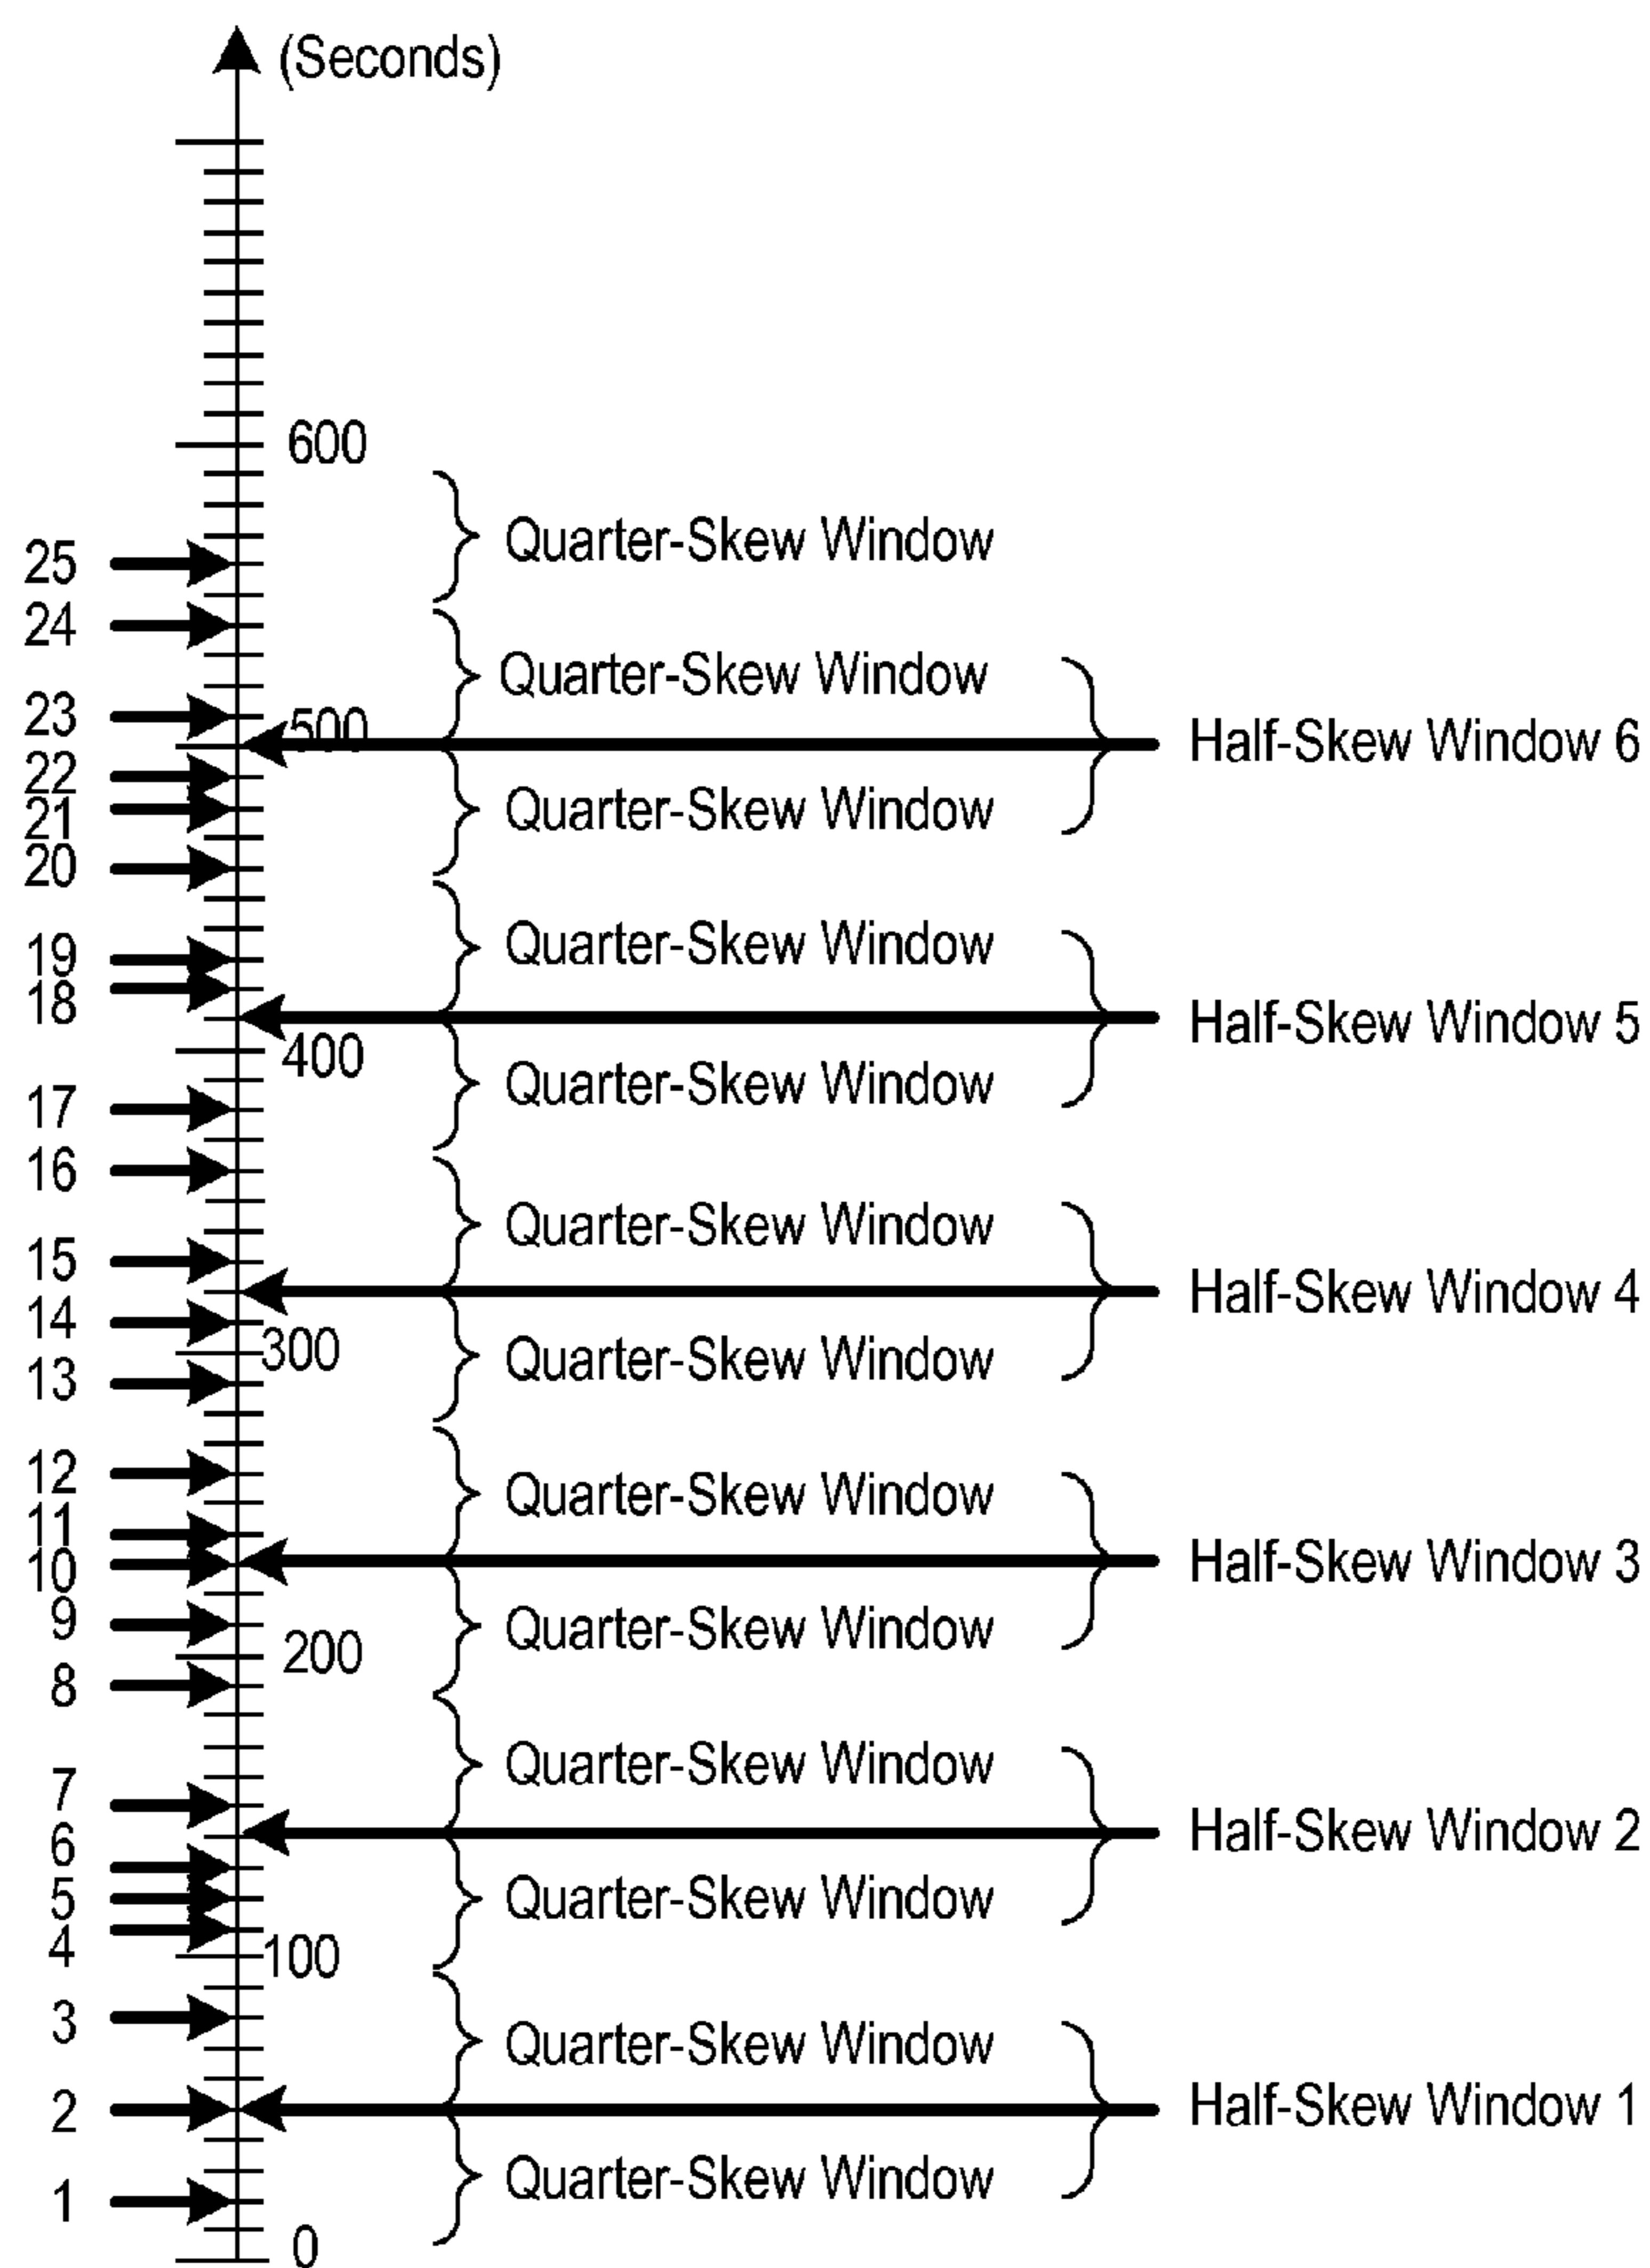 (Seconds)
600
25 Quarter-Skew Window
24
Quarter-Skew Window
23 500
Half-Skew Window 6
22
21 Quarter-Skew Window
20
Quarter-Skew Window
19
18
Half-Skew Window 5
400
Quarter-Skew Window
17
16
Quarter-Skew Window
15
Half-Skew Window 4
14
300
Quarter-Skew Window
13
12
Quarter-Skew Window
11
10 Half-Skew Window 3
9 Quarter-Skew Window
200
8
Quarter-Skew Window
7
Half-Skew Window 2
6
5 Quarter-Skew Window
4
100
3
Quarter-Skew Window
2 Half-Skew Window 1
Quarter-Skew Window
1
0